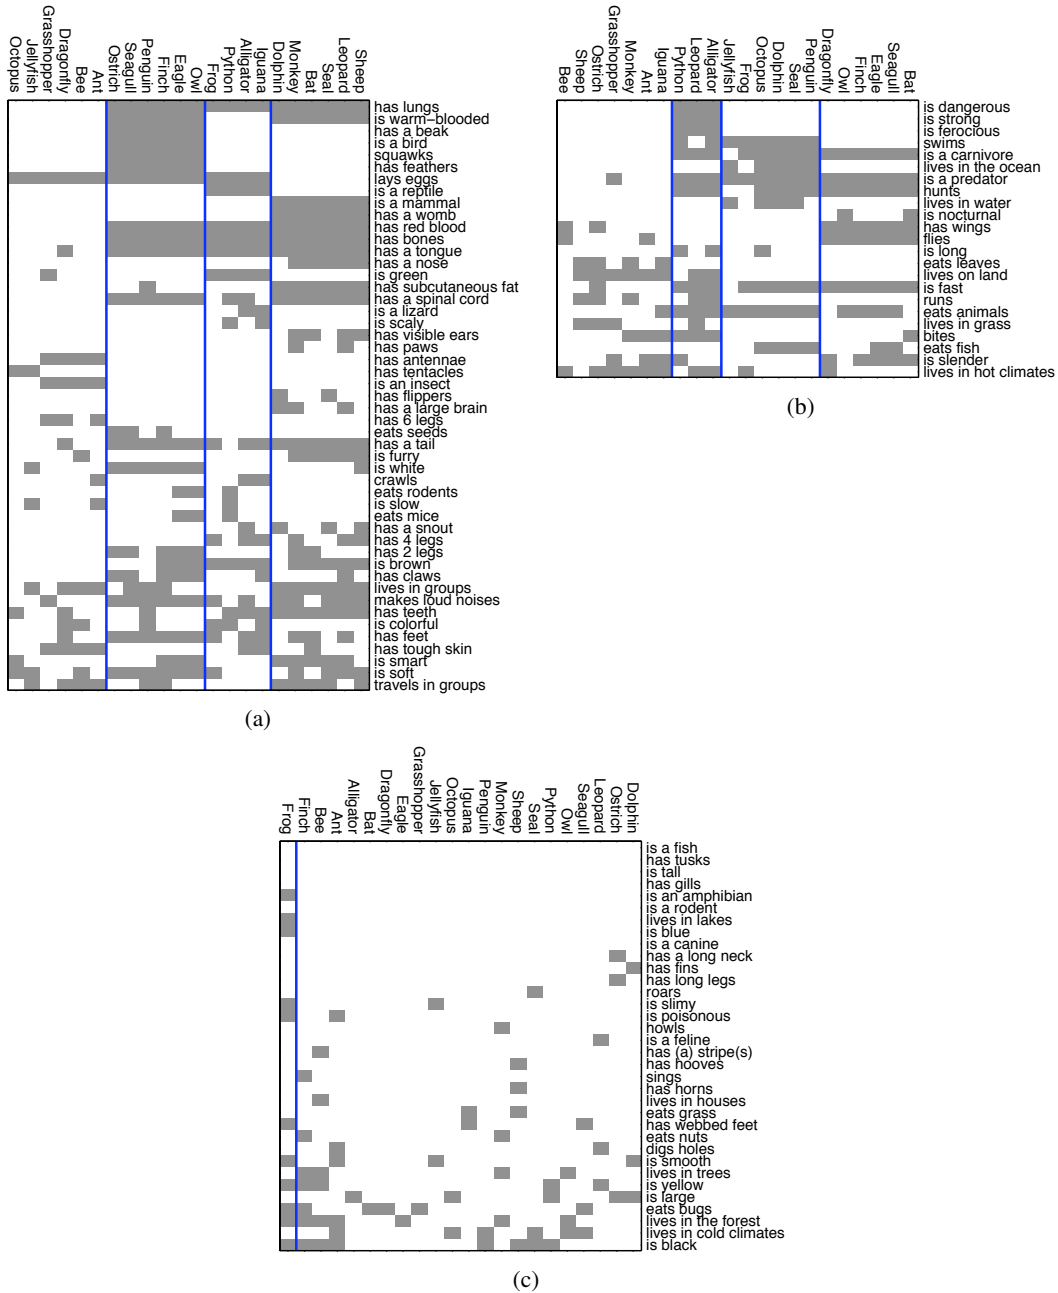 Octopus
Jellyfish
Grasshopper
Dragonfly
Bee
Ant
Ostrich
Seagull
Penguin
Finch
Eagle
Owl
Frog
Python
Alligator
Iguana
Dolphin
Monkey
Bat
Seal
Leopard
Sheep
has lungs
is warm-blooded
has a beak
is a bird
squawks
has feathers
lays eggs
is a reptile
is a mammal
has a womb
has red blood
has bones
has a tongue
has a nose
is green
has subcutaneous fat
has a spinal cord
is a lizard
is scaly
has visible ears
has paws
has antennae
has tentacles
is an insect
has flippers
has a large brain
has 6 legs
eats seeds
has a tail
is furry
is white
crawls
eats rodents
is slow
eats mice
has a snout
has 4 legs
has 2 legs
is brown
has claws
lives in groups
makes loud noises
has teeth
is colorful
has feet
has tough skin
is smart
is soft
travels in groups
(a)
Bee
Sheep
Ostrich
Grasshopper
Monkey
Ant
Iguana
Python
Leopard
Alligator
Jellyfish
Frog
Octopus
Dolphin
Seal
Penguin
Dragonfly
Owl
Finch
Eagle
Seagull
Bat
is dangerous
is strong
is ferocious
swims
is a carnivore
lives in the ocean
is a predator
hunts
lives in water
is nocturnal
has wings
flies
is long
eats leaves
lives on land
is fast
runs
eats animals
lives in grass
bites
eats fish
is slender
lives in hot climates
(b)
Frog
Finch
Bee
Ant
Alligator
Bat
Dragonfly
Eagle
Grasshopper
Jellyfish
Octopus
Iguana
Penguin
Monkey
Sheep
Seal
Python
Owl
Seagull
Leopard
Ostrich
Dolphin
is a fish
has tusks
is tall
has gills
is an amphibian
is a rodent
lives in lakes
is blue
is a canine
has a long neck
has fins
has long legs
roars
is slimy
is poisonous
howls
is a feline
has (a) stripe(s)
has hooves
sings
has horns
lives in houses
eats grass
has webbed feet
eats nuts
digs holes
is smooth
lives in trees
is yellow
is large
eats bugs
lives in the forest
lives in cold climates
is black
(c)